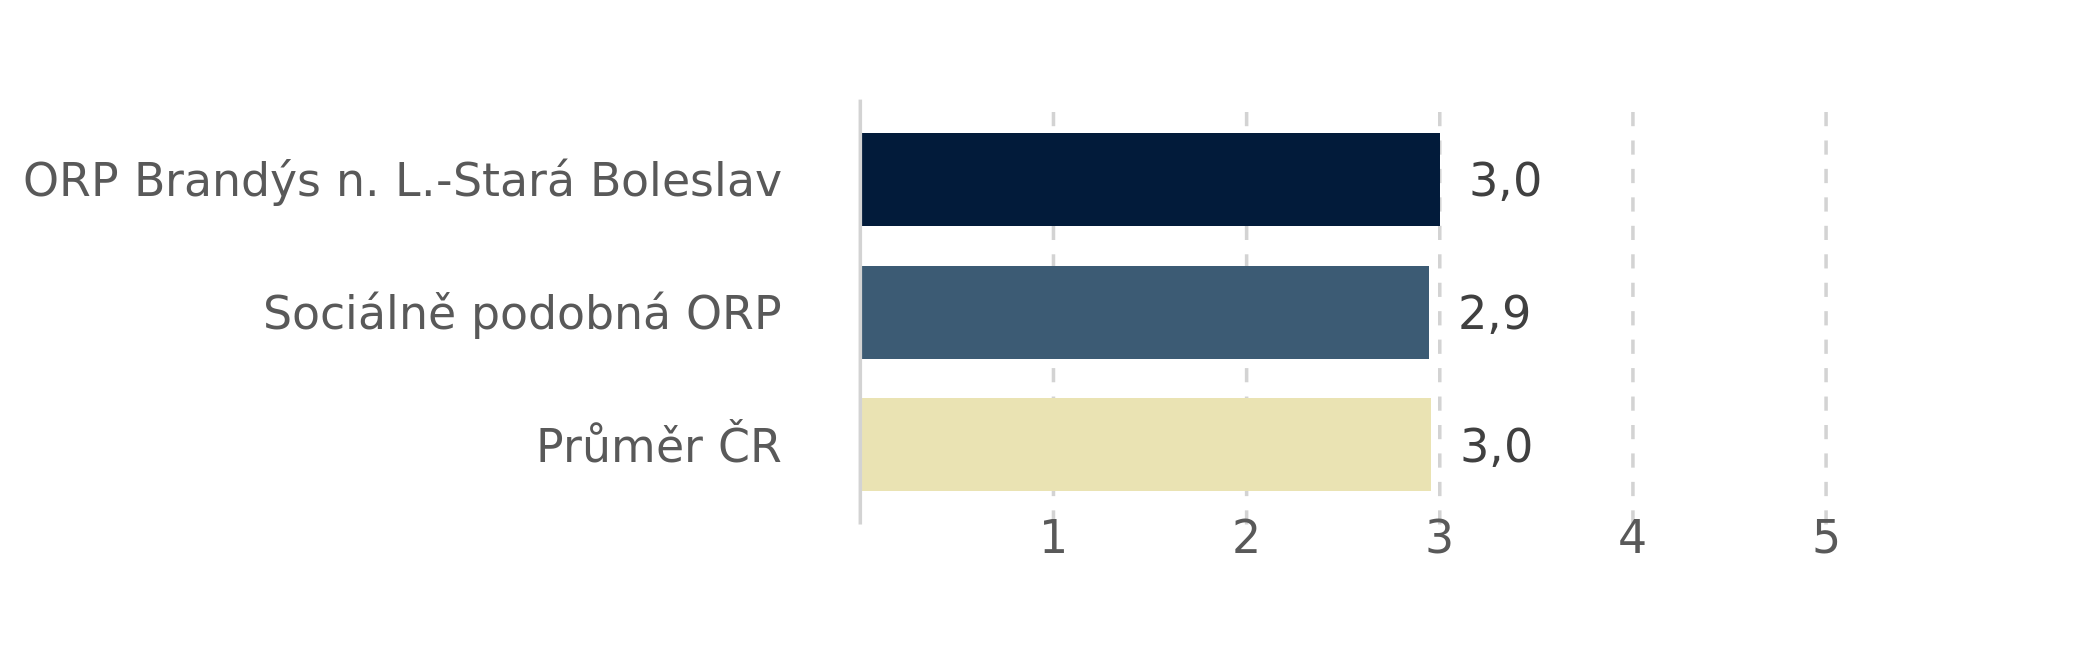 ORP Brandýs n. L.-Stará Boleslav 3,0
Sociálně podobná ORP 2,9
Průměr ČR 3,0
1 2 3 4 5